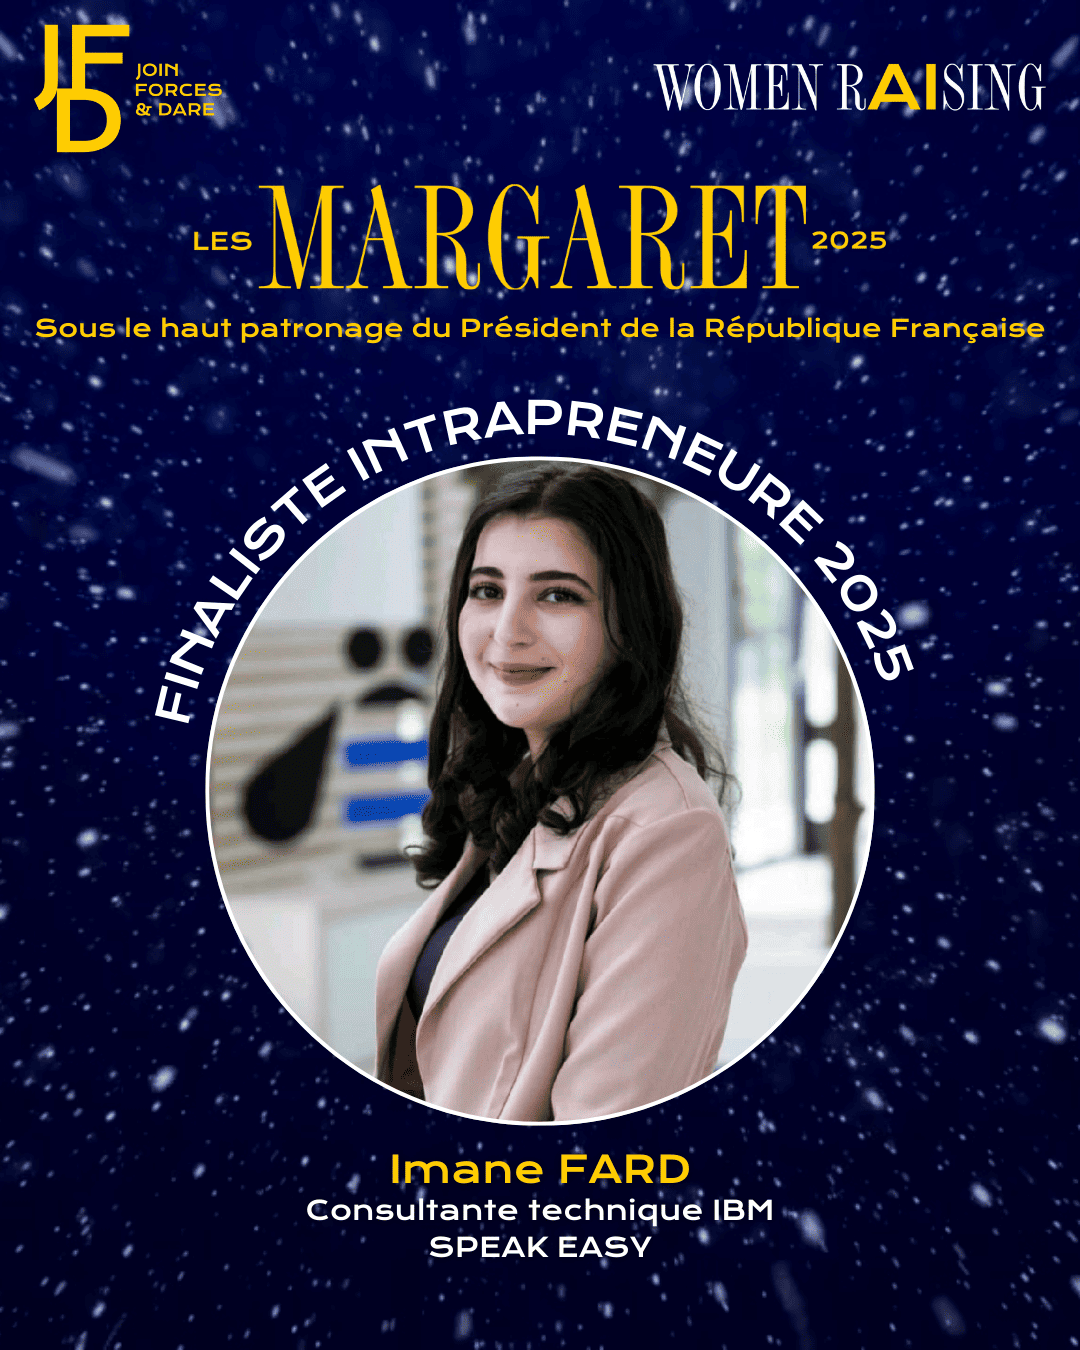 JFD
JOIN
FORCES
& DARE
WOMEN RAISING
LES MARGARET 2025
Sous le haut patronage du Président de la République Française
FINALISTE INTRAPRENEURE 2025
Imane FARD
Consultante technique IBM
SPEAK EASY